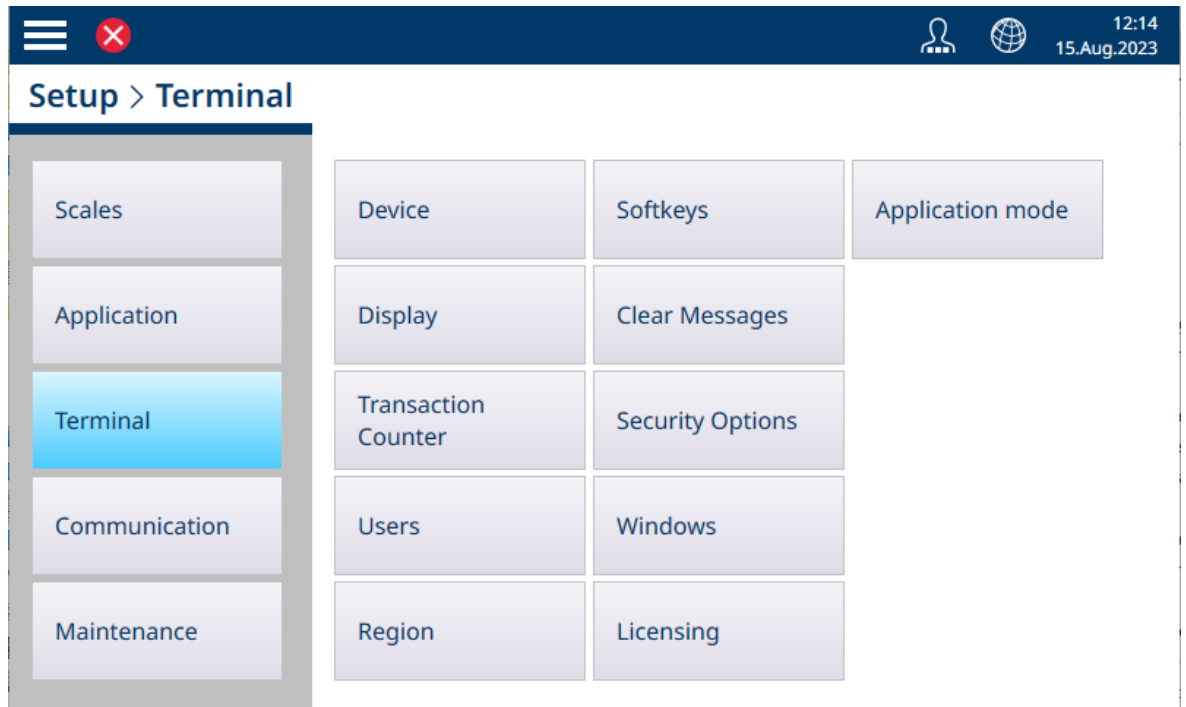 12:14
15.Aug.2023
Setup > Terminal
Scales
Application
Terminal
Communication
Maintenance
Device
Softkeys
Application mode
Display
Clear Messages
Transaction
Counter
Security Options
Users
Windows
Region
Licensing